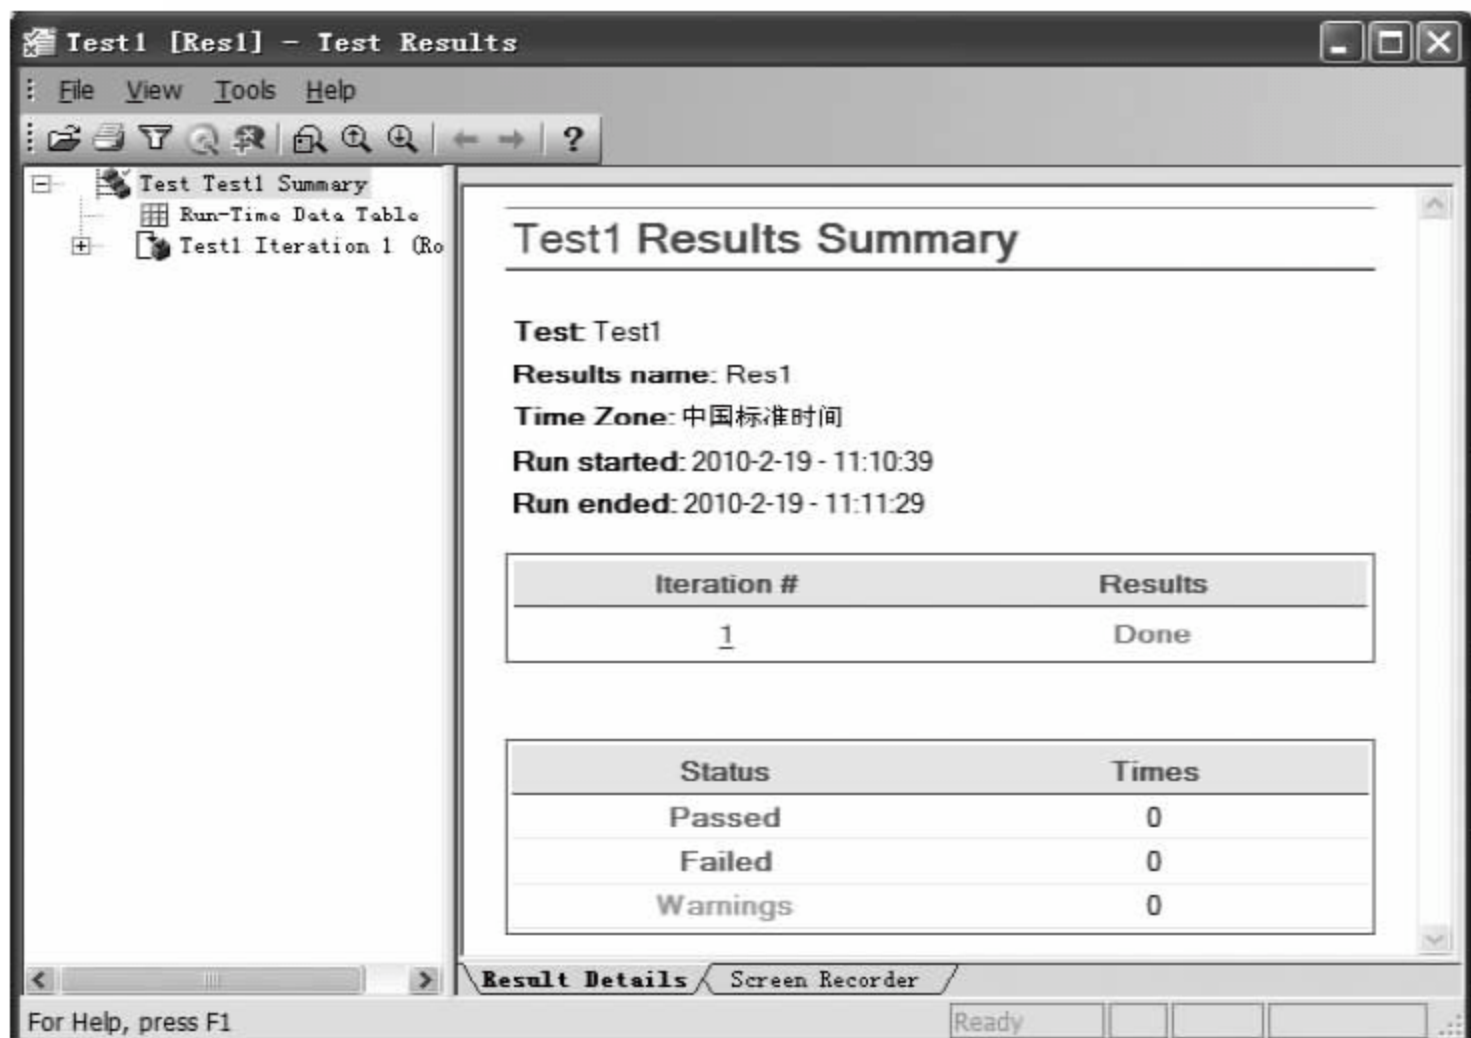 Test1 [Res1] - Test Results
File View Tools Help
?
Test Test1 Summary
Run-Time Data Table
Test1 Iteration 1 (Ro
Test1 Results Summary
Test: Test1
Results name: Res1
Time Zone: 中国标准时间
Run started: 2010-2-19 - 11:10:39
Run ended: 2010-2-19 - 11:11:29
Iteration # Results
1 Done
Status Times
Passed 0
Failed 0
Warnings 0
Result Details Screen Recorder
For Help, press F1 Ready